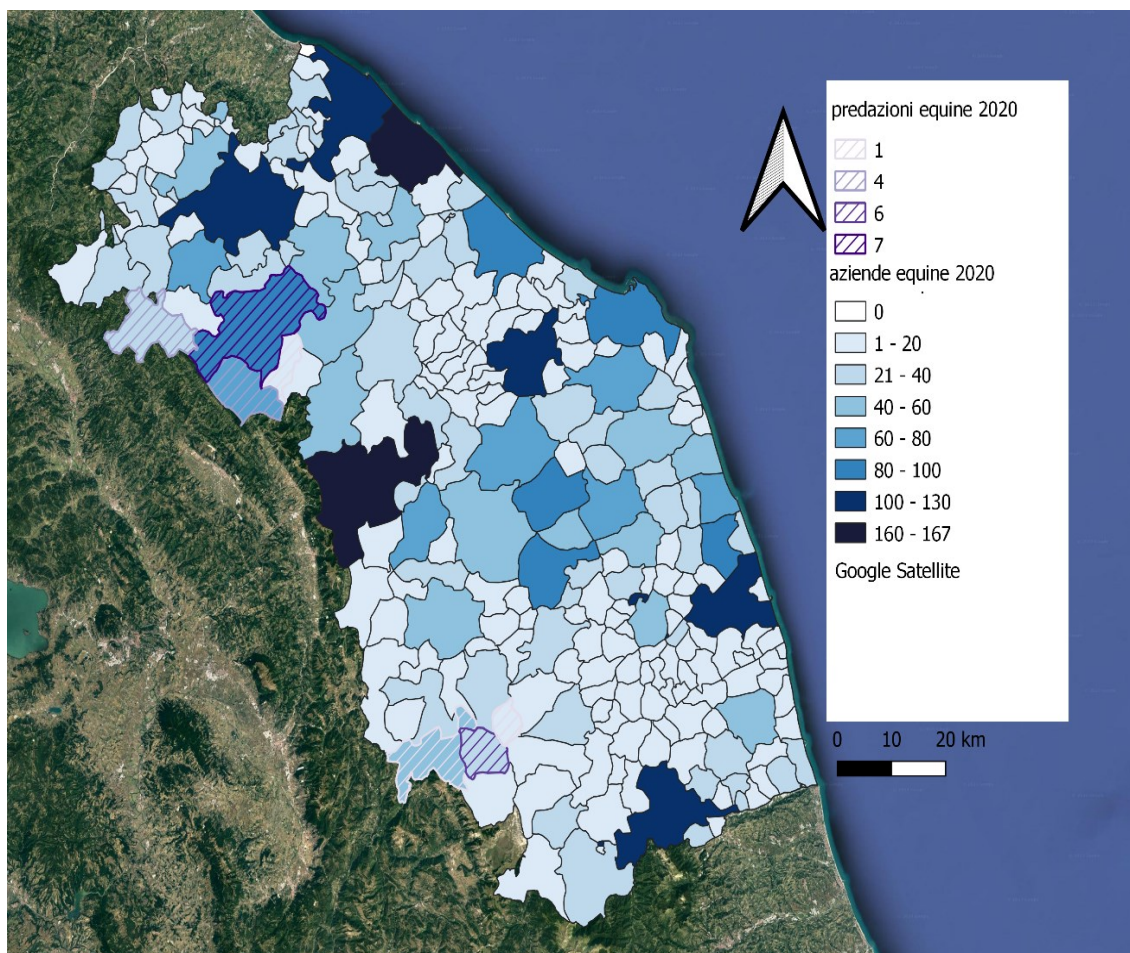 predazioni equine 2020
1
4
6
7
aziende equine 2020
0
1 - 20
21 - 40
40 - 60
60 - 80
80 - 100
100 - 130
160 - 167
Google Satellite
0 10 20 km